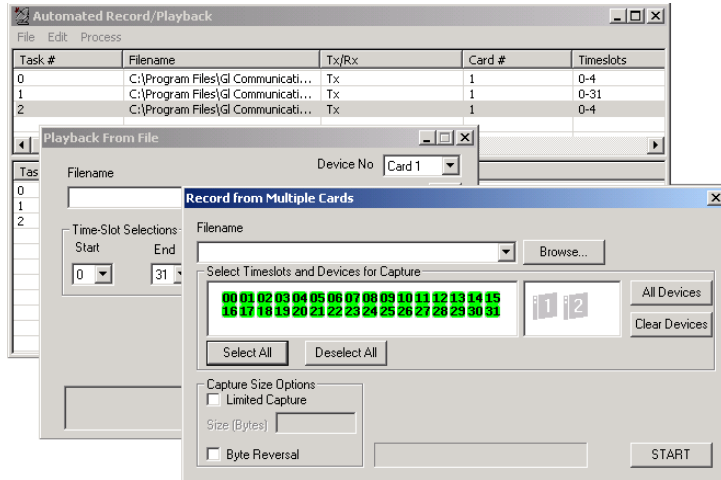 Automated Record/Playback
File Edit Process
Task # Filename Tx/Rx Card # Timeslots
0 C:\Program Files\Gl Communicati... Tx 1 0-4
1 C:\Program Files\Gl Communicati... Tx 1 0-31
2 C:\Program Files\Gl Communicati... Tx 1 0-4
Playback From File
Tas
0
1
2
Device No Card 1
Filename
Time-Slot Selections
Start End
0 31
Record from Multiple Cards
Filename
Browse...
Select Timeslots and Devices for Capture
00 01 02 03 04 05 06 07 08 09 10 11 12 13 14 15
16 17 18 19 20 21 22 23 24 25 26 27 28 29 30 31
1 2
All Devices
Clear Devices
Select All Deselect All
Capture Size Options
Limited Capture
Size (Bytes)
Byte Reversal
START